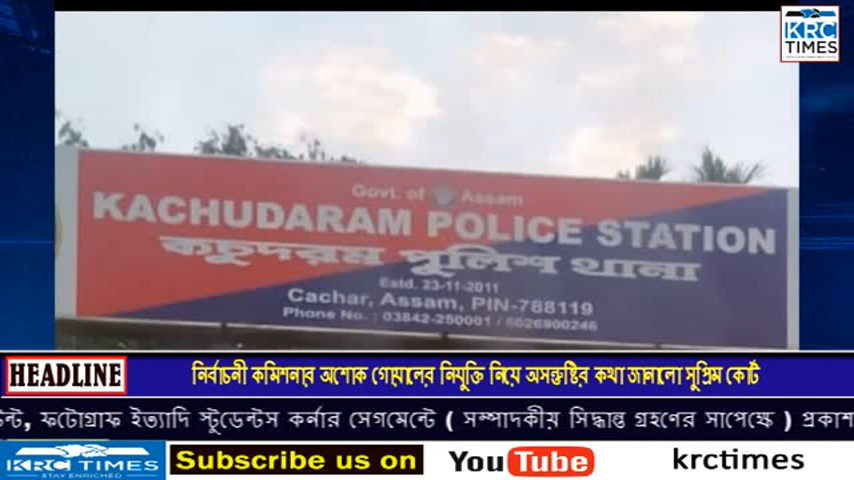 KRC
TIMES
Govt. of Assam
KACHUDARAM POLICE STATION
কচুদরম পুলিশ থানা
Estd. 23-11-2011
Cachar, Assam, PIN-788119
Phone No. : 03842-250001 / 6026900246
HEADLINE
নির্বাচনী কমিশনার অশোক গোয়ালের নিযুক্তি নিয়ে অসন্তুষ্টির কথা জানালো সুপ্রিম কোর্ট
ন্ট, ফটোগ্রাফ ইত্যাদি স্টুডেন্টস কর্নার সেগমেন্টে ( সম্পাদকীয় সিদ্ধান্ত গ্রহণের সাপেক্ষে ) প্রকাশ
KRC TIMES
STAY ENRICHED
Subscribe us on
YouTube
krctimes